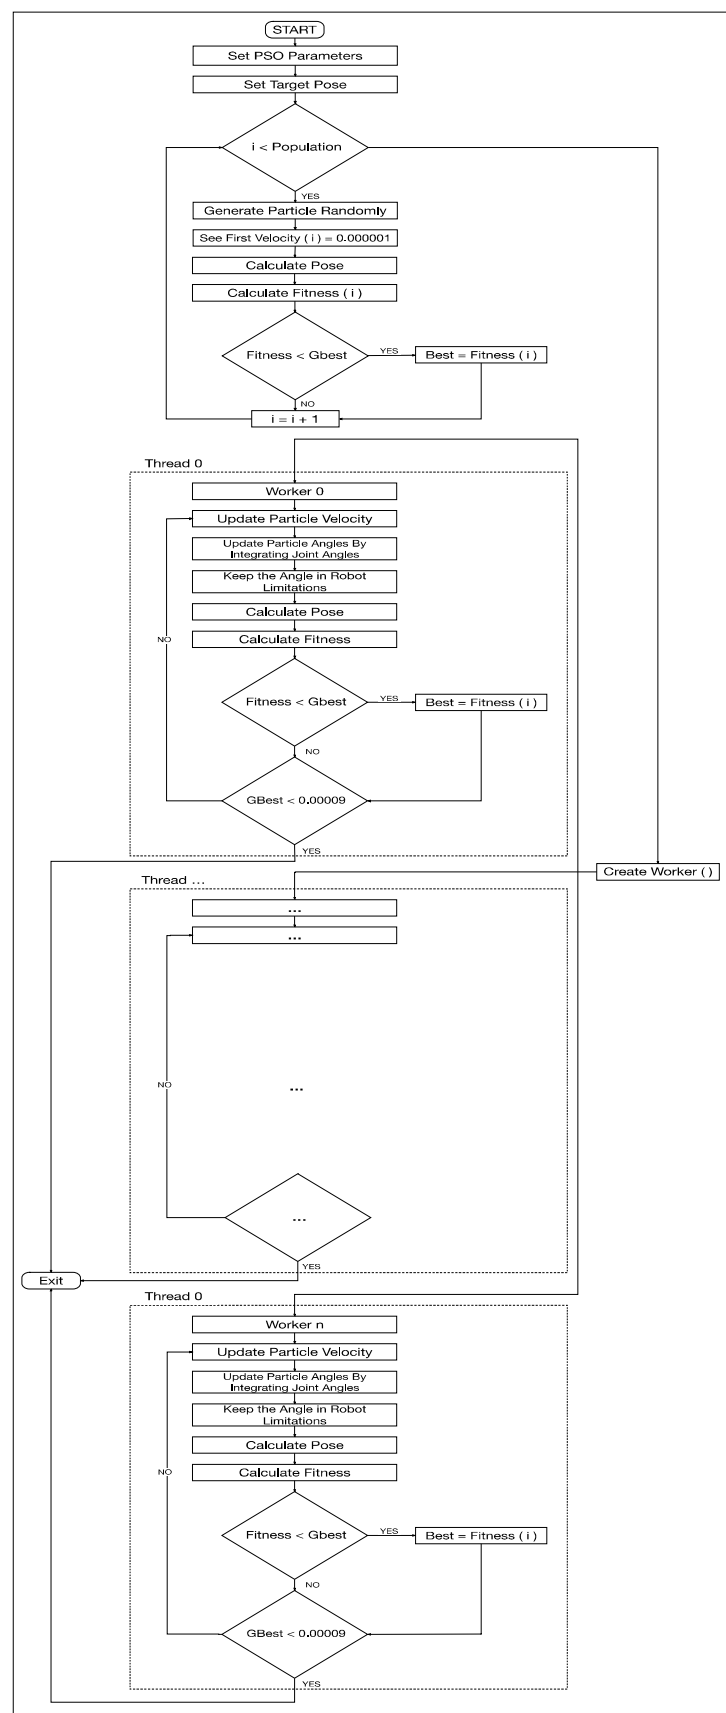 START
Set PSO Parameters
Set Target Pose
i < Population
YES
Generate Particle Randomly
See First Velocity ( i ) = 0.000001
Calculate Pose
Calculate Fitness ( i )
Fitness < Gbest
YES
Best = Fitness ( i )
NO
i = i + 1
Thread 0
Worker 0
Update Particle Velocity
Update Particle Angles By
Integrating Joint Angles
Keep the Angle in Robot
Limitations
Calculate Pose
Calculate Fitness
NO
Fitness < Gbest
YES
Best = Fitness ( i )
NO
GBest < 0.00009
YES
Create Worker ( )
Thread ...
...
...
NO
...
...
YES
Exit
Thread 0
Worker n
Update Particle Velocity
Update Particle Angles By
Integrating Joint Angles
Keep the Angle in Robot
Limitations
Calculate Pose
Calculate Fitness
NO
Fitness < Gbest
YES
Best = Fitness ( i )
NO
GBest < 0.00009
YES